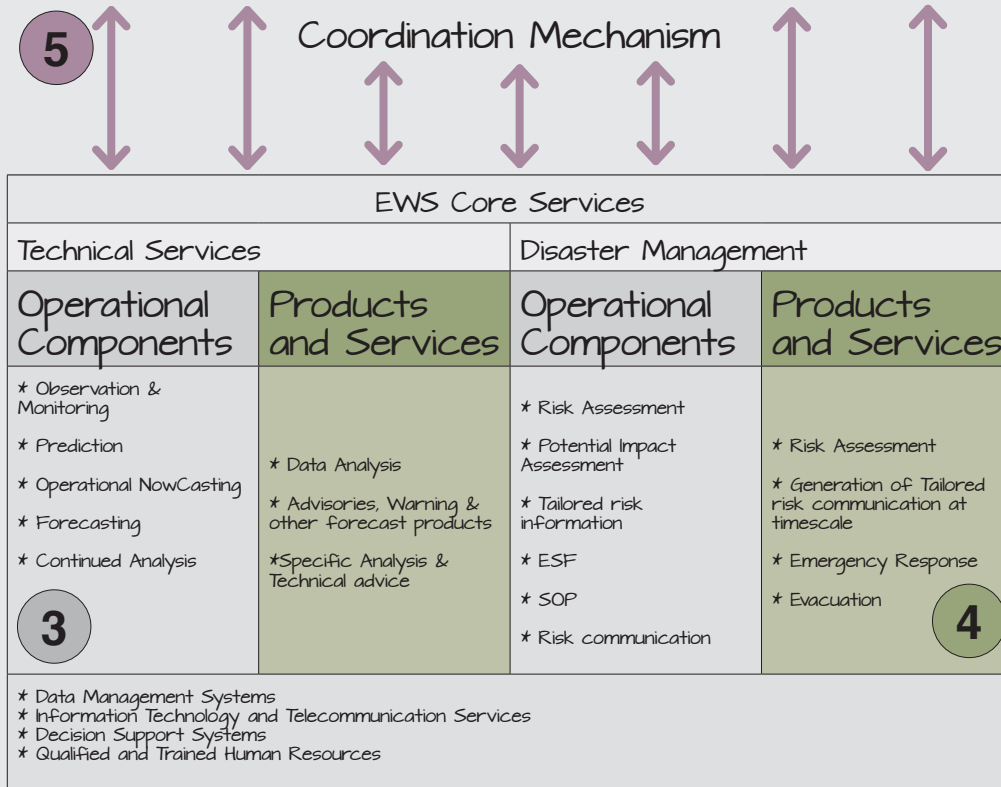 5
Coordination Mechanism
EWS Core Services
Technical Services
Disaster Management
Operational
Components
Products
and Services
Operational
Components
Products
and Services
* Observation &
Monitoring
* Prediction
* Operational NowCasting
* Forecasting
* Continued Analysis
3
* Data Analysis
* Advisories, Warning &
other forecast products
*Specific Analysis &
Technical advice
* Risk Assessment
* Potential Impact
Assessment
* Tailored risk
information
* ESF
* SOP
* Risk communication
* Risk Assessment
* Generation of Tailored
risk communication at
timescale
* Emergency Response
* Evacuation
4
* Data Management Systems
* Information Technology and Telecommunication Services
* Decision Support Systems
* Qualified and Trained Human Resources